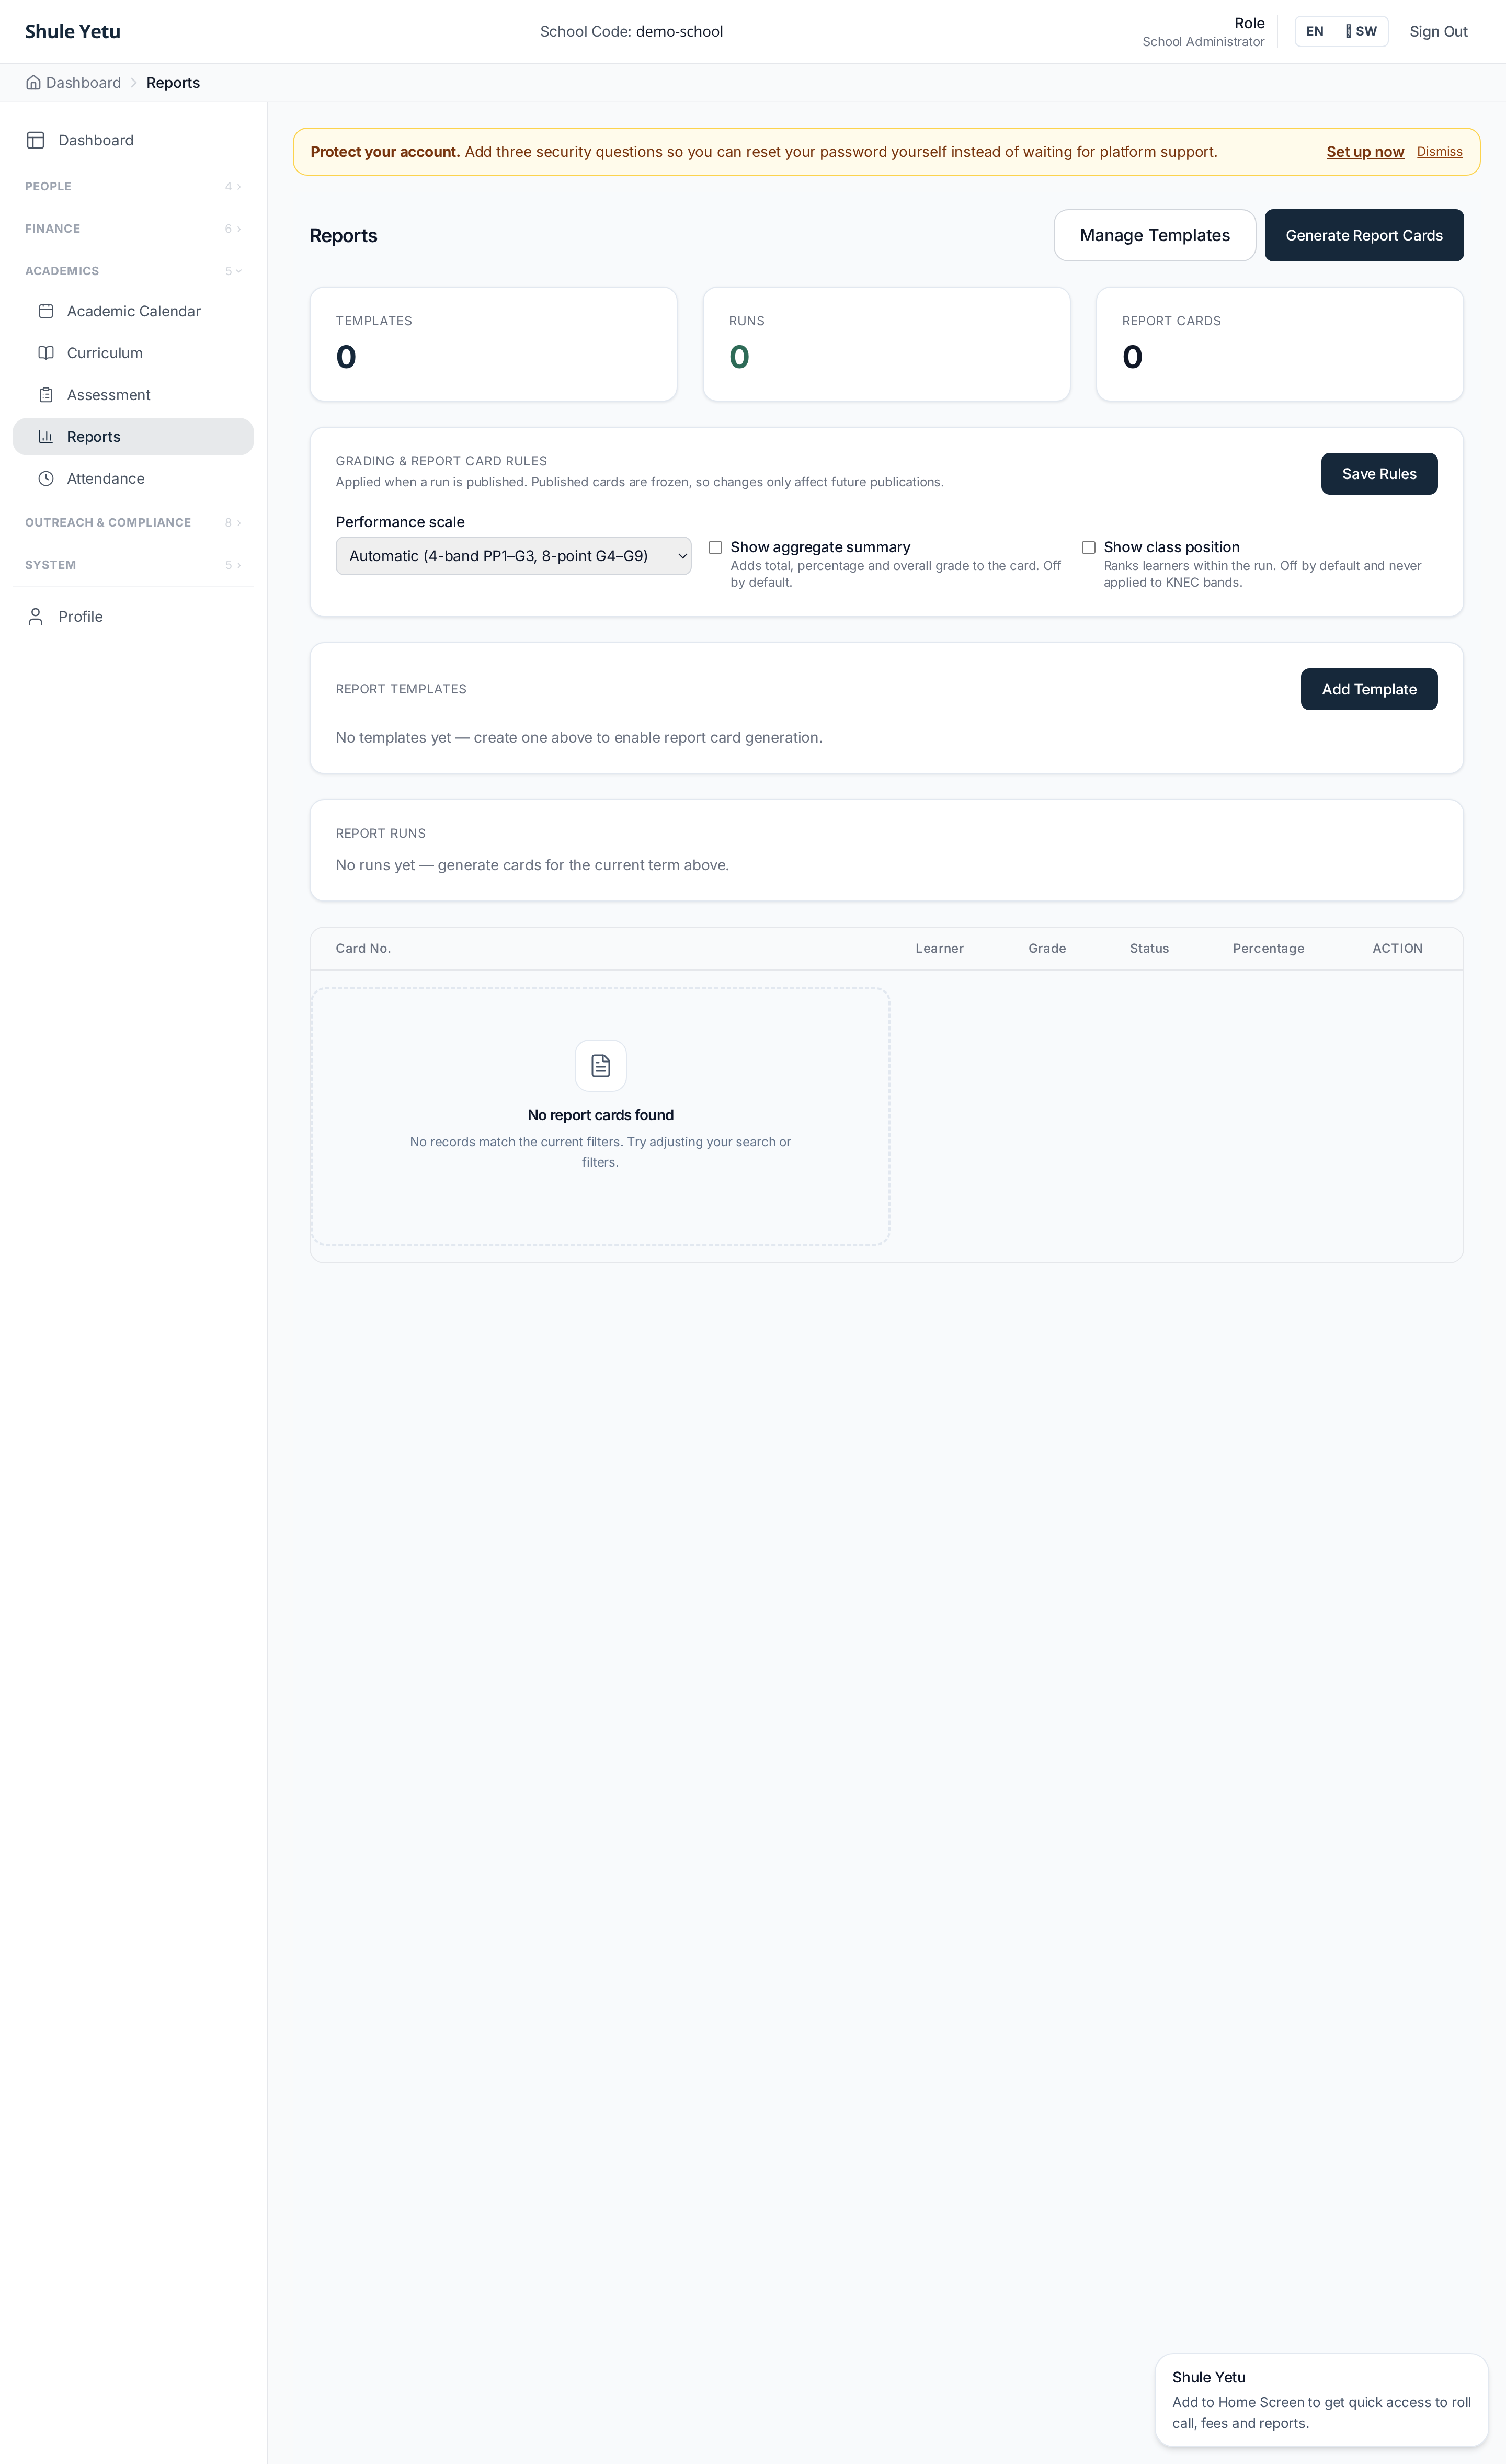 Shule Yetu
School Code: demo-school
Role
School Administrator
EN
SW
Sign Out
Dashboard
Reports
Dashboard
PEOPLE 4
FINANCE 6
ACADEMICS 5
Academic Calendar
Curriculum
Assessment
Reports
Attendance
OUTREACH & COMPLIANCE 8
SYSTEM 5
Profile
Protect your account. Add three security questions so you can reset your password yourself instead of waiting for platform support.
Set up now
Dismiss
Reports
Manage Templates
Generate Report Cards
TEMPLATES
0
RUNS
0
REPORT CARDS
0
GRADING & REPORT CARD RULES
Applied when a run is published. Published cards are frozen, so changes only affect future publications.
Save Rules
Performance scale
Automatic (4-band PP1–G3, 8-point G4–G9)
Show aggregate summary
Adds total, percentage and overall grade to the card. Off
by default.
Show class position
Ranks learners within the run. Off by default and never
applied to KNEC bands.
REPORT TEMPLATES
Add Template
No templates yet — create one above to enable report card generation.
REPORT RUNS
No runs yet — generate cards for the current term above.
Card No. Learner Grade Status Percentage ACTION
No report cards found
No records match the current filters. Try adjusting your search or
filters.
Shule Yetu
Add to Home Screen to get quick access to roll
call, fees and reports.